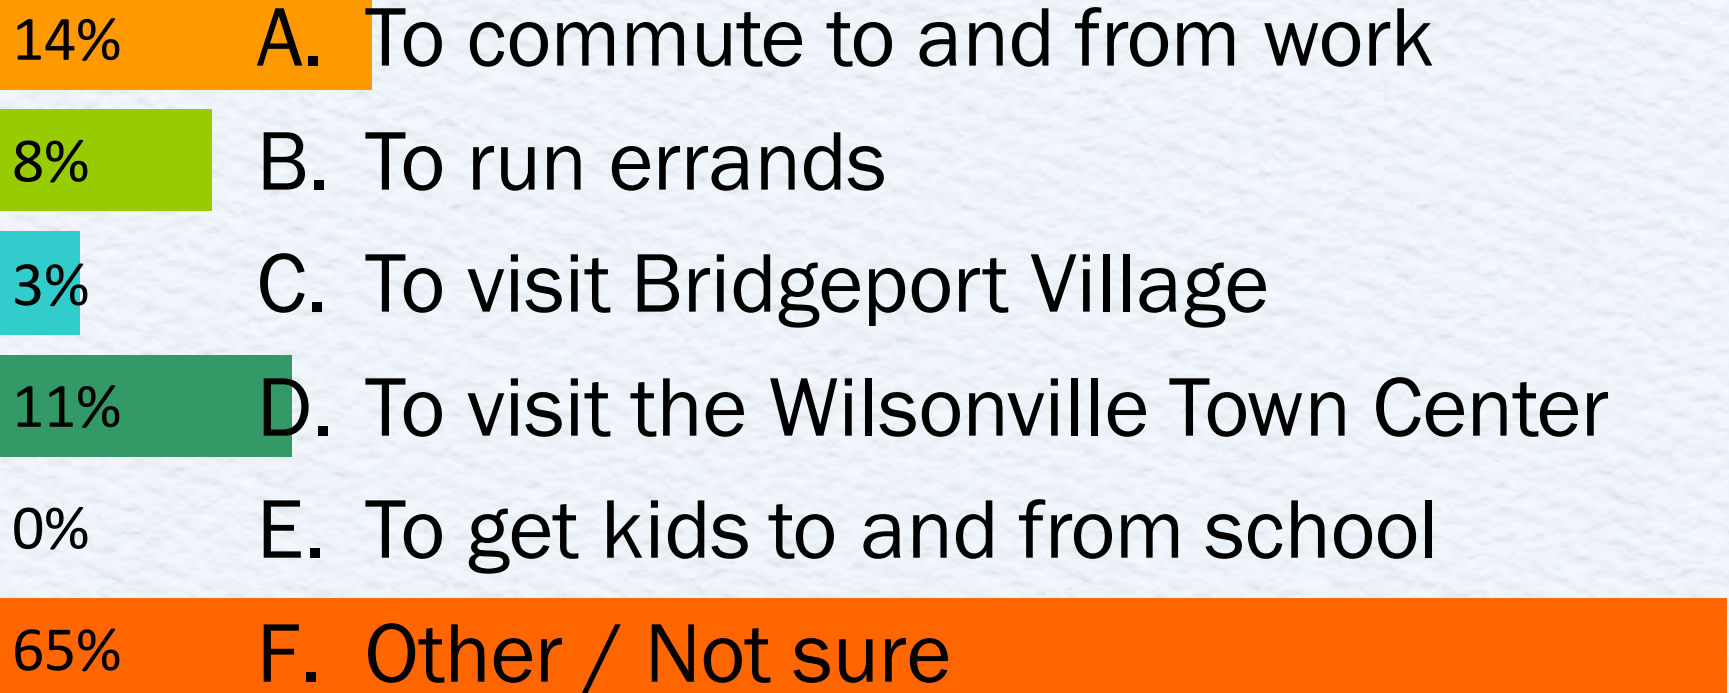 14% A. To commute to and from work
8% B. To run errands
3% C. To visit Bridgeport Village
11% D. To visit the Wilsonville Town Center
0% E. To get kids to and from school
65% F. Other / Not sure